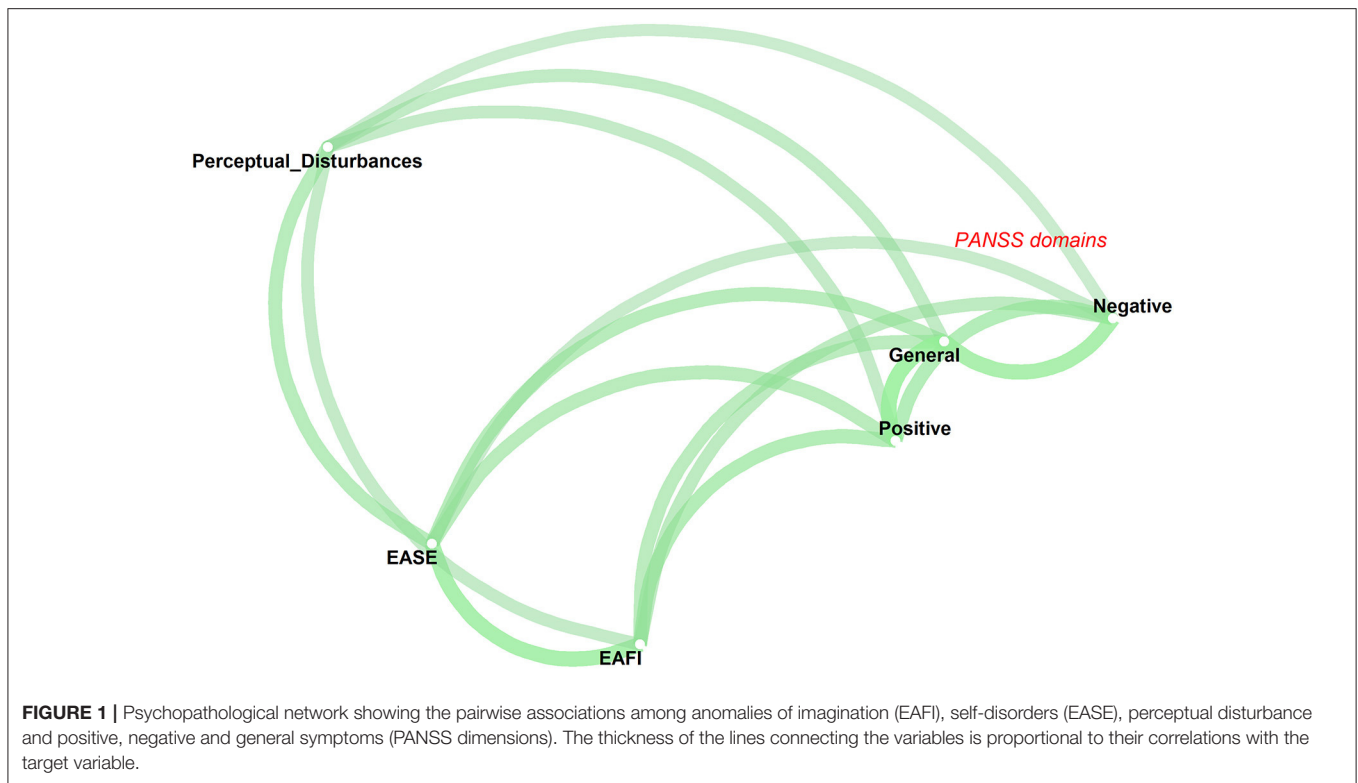 Perceptual_Disturbances
PANSS domains
Negative
General
Positive
EASE
EAFI
FIGURE 1 | Psychopathological network showing the pairwise associations among anomalies of imagination (EAFI), self-disorders (EASE), perceptual disturbance
and positive, negative and general symptoms (PANSS dimensions). The thickness of the lines connecting the variables is proportional to their correlations with the
target variable.